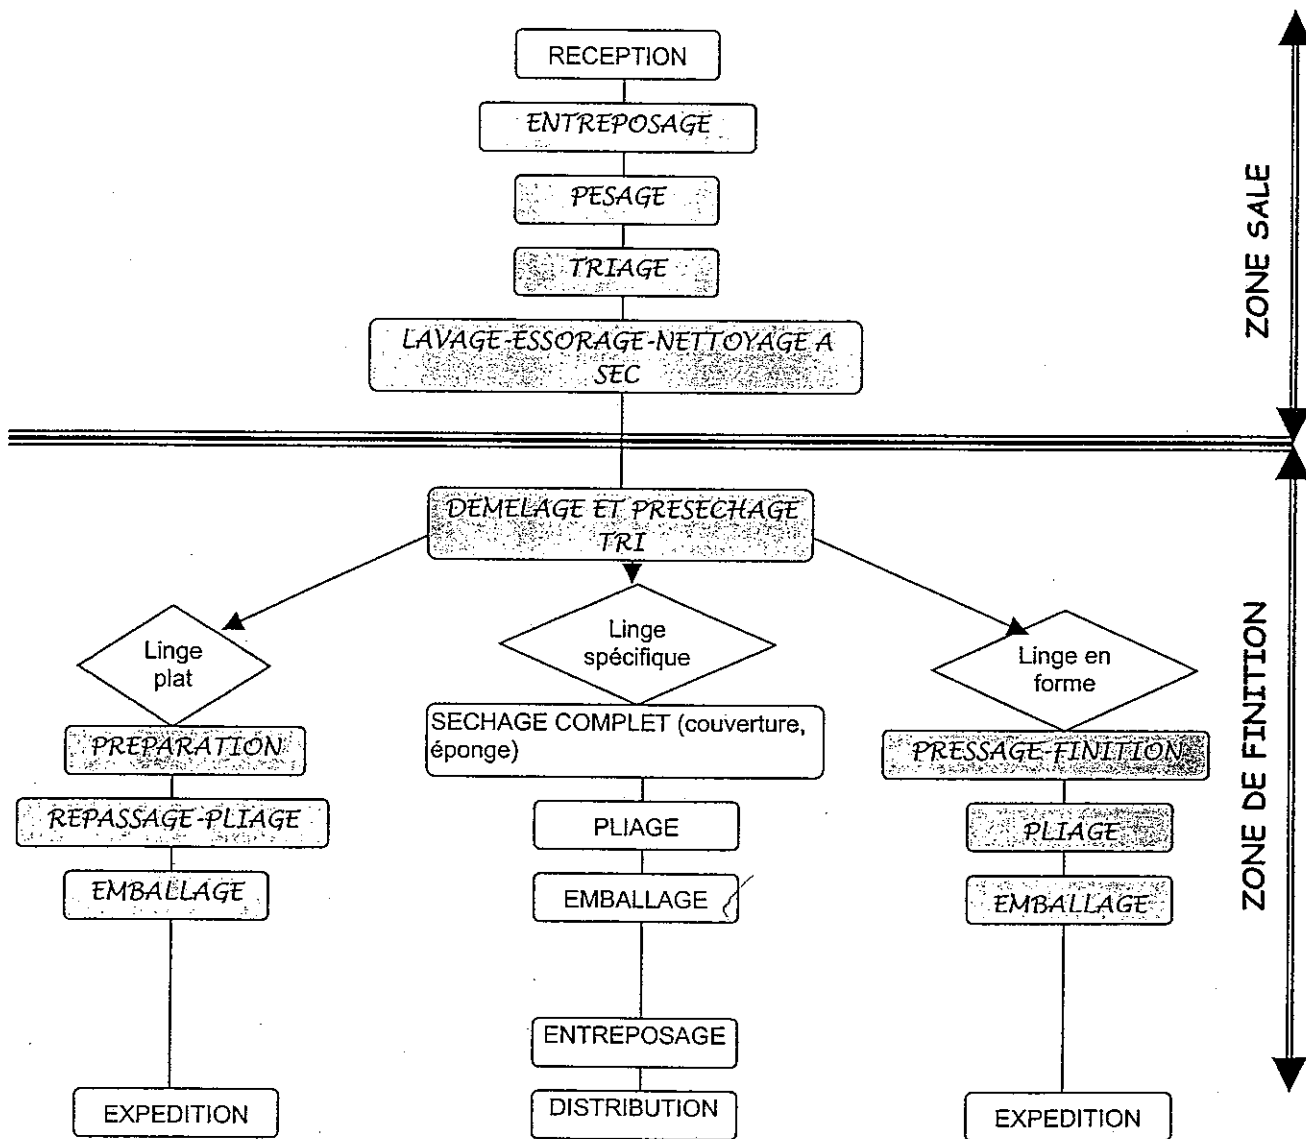 RECEPTION
ENTREPOSAGE
PESAGE
TRIAGE
LAVAGE-ESSORAGE-NETTOYAGE A
SEC
ZONE SALE
DEMELAGE ET PRESECHAGE
TRI
Linge
plat
Linge
spécifique
Linge en
forme
PREPARATION
REPASSAGE-PLIAGE
EMBALLAGE
EXPEDITION
SECHAGE COMPLET (couverture,
éponge)
PLIAGE
EMBALLAGE
ENTREPOSAGE
DISTRIBUTION
PRESSAGE-FINITION
PLIAGE
EMBALLAGE
EXPEDITION
ZONE DE FINITION